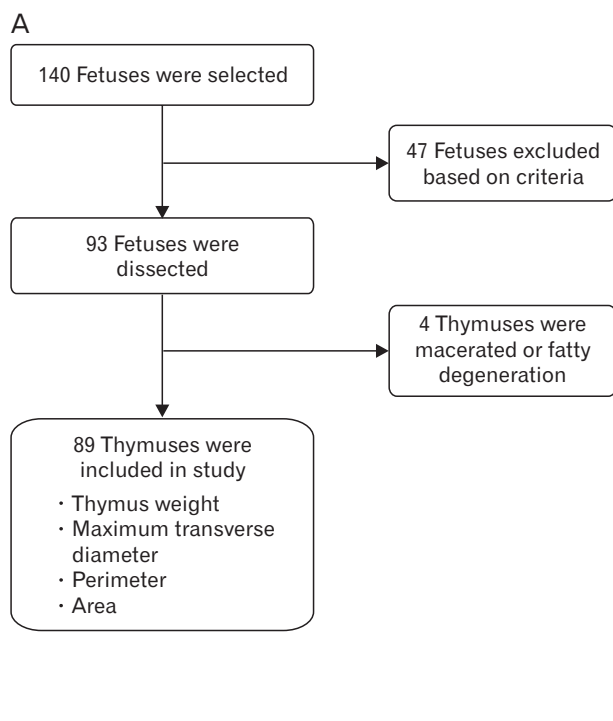 A
140 Fetuses were selected
47 Fetuses excluded
based on criteria
93 Fetuses were
dissected
4 Thymuses were
macerated or fatty
degeneration
89 Thymuses were
included in study
· Thymus weight
· Maximum transverse
diameter
· Perimeter
· Area